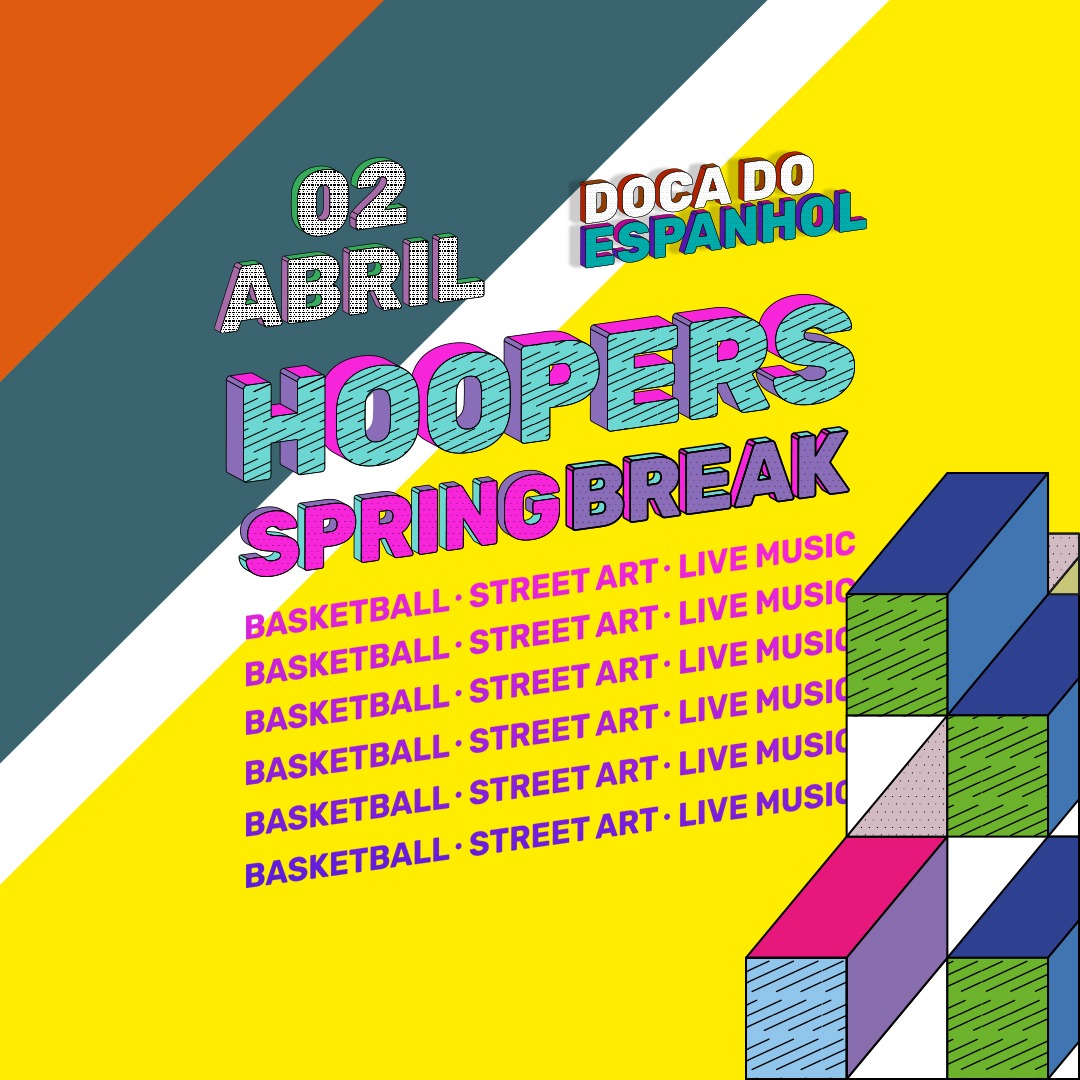 02
ABRIL
DOCA DO
ESPANHOL
HOOPERS
SPRING BREAK
BASKETBALL · STREET ART · LIVE MUSIC
BASKETBALL · STREET ART · LIVE MUSIC
BASKETBALL · STREET ART · LIVE MUSIC
BASKETBALL · STREET ART · LIVE MUSIC
BASKETBALL · STREET ART · LIVE MUSIC
BASKETBALL · STREET ART · LIVE MUSIC